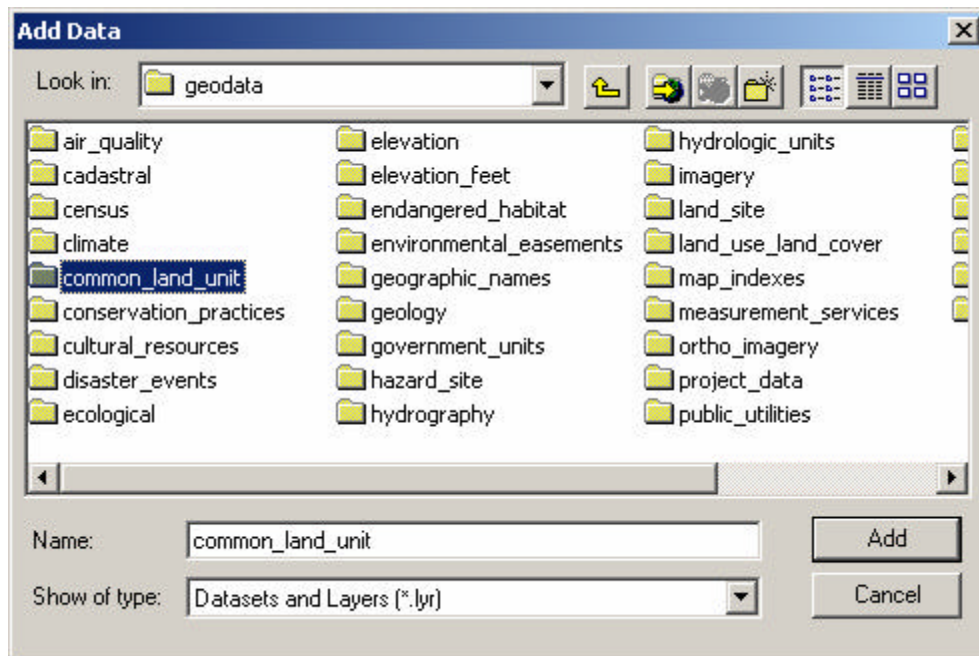 Add Data
Look in: geodata
air_quality
cadastral
census
climate
common_land_unit
conservation_practices
cultural_resources
disaster_events
ecological
elevation
elevation_feet
endangered_habitat
environmental_easements
geographic_names
geology
government_units
hazard_site
hydrography
hydrologic_units
imagery
land_site
land_use_land_cover
map_indexes
measurement_services
ortho_imagery
project_data
public_utilities
Name: common_land_unit
Add
Show of type: Datasets and Layers (*.lyr)
Cancel